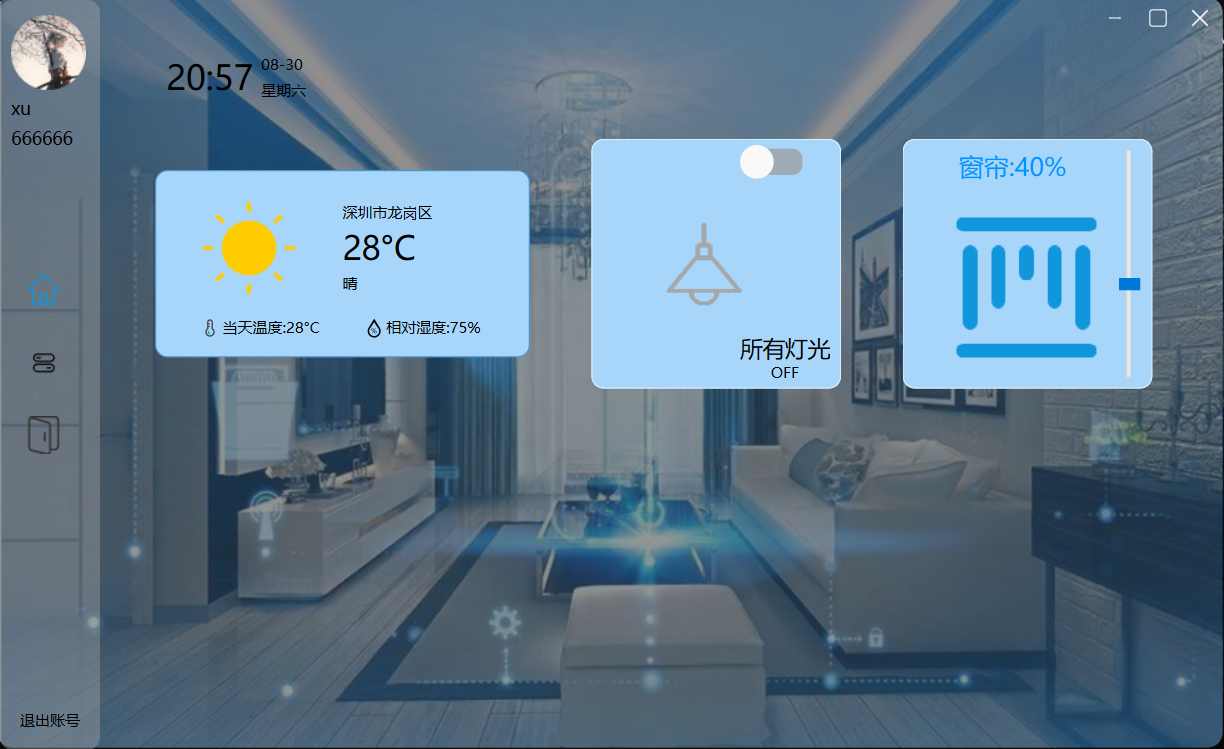 xu
666666
20:57
08-30
星期六
深圳市龙岗区
28°C
晴
当天温度:28°C
相对湿度:75%
所有灯光
OFF
窗帘:40%
退出账号